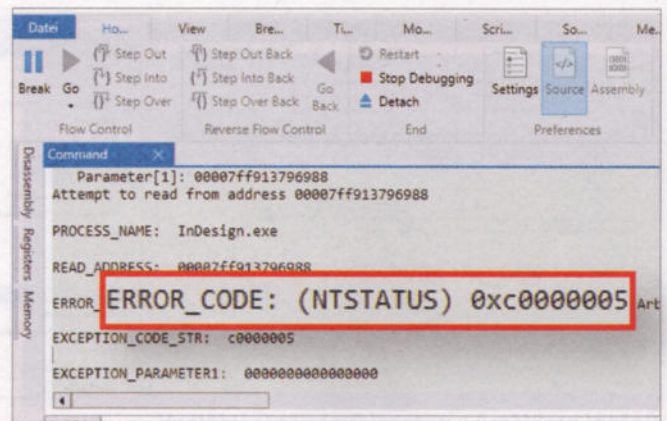 Datei Ho... View Bre... Ti... Mo... Scri... So... Me..
Step Out
Step Into
Step Over
Step Out Back
Step Into Back
Step Over Back
Break Go
Go Back
Restart
Stop Debugging
Detach
Settings Source Assembly
Flow Control Reverse Flow Control End Preferences
Disassembly Registers Memory
Command ×
Parameter[1]: 00007ff913796988
Attempt to read from address 00007ff913796988
PROCESS_NAME: InDesign.exe
READ_ADDRESS: 00007ff913796988
ERROR_ ERROR_CODE: (NTSTATUS) 0xc0000005 Art
EXCEPTION_CODE_STR: c0000005
EXCEPTION_PARAMETER1: 0000000000000000